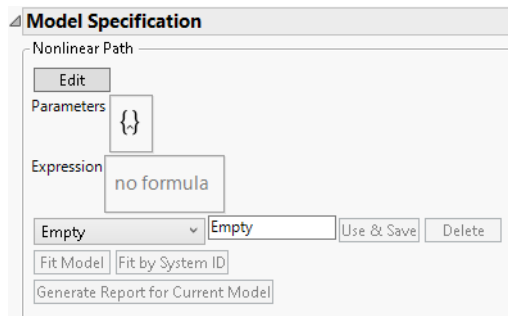 Model Specification
Nonlinear Path
Edit
Parameters {}
Expression no formula
Empty Empty Use & Save Delete
Fit Model Fit by System ID
Generate Report for Current Model